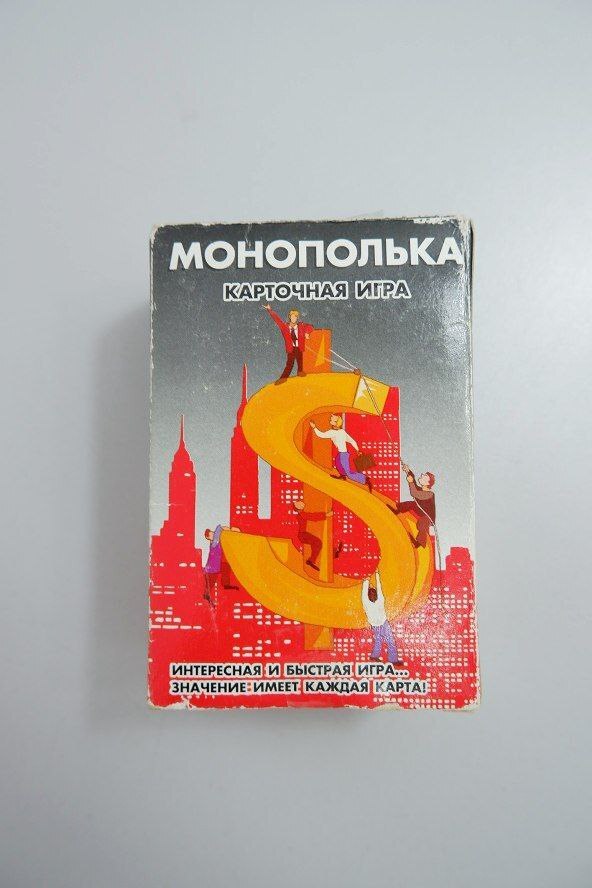 МОНОПОЛЬКА
КАРТОЧНАЯ ИГРА
ИНТЕРЕСНАЯ И БЫСТРАЯ ИГРА...
ЗНАЧЕНИЕ ИМЕЕТ КАЖДАЯ КАРТА!